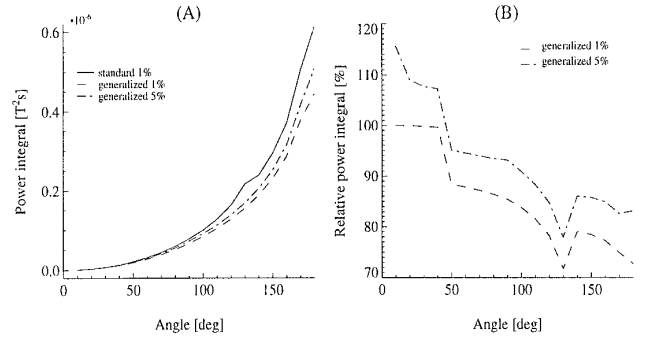 (A)
•10⁻⁶
0.6
0.4
0.2
0.0
Power integral [T²s]
standard 1%
generalized 1%
generalized 5%
0 50 100 150
Angle [deg]
(B)
120
110
100
90
80
70
Relative power integral [%]
generalized 1%
generalized 5%
0 50 100 150
Angle [deg]